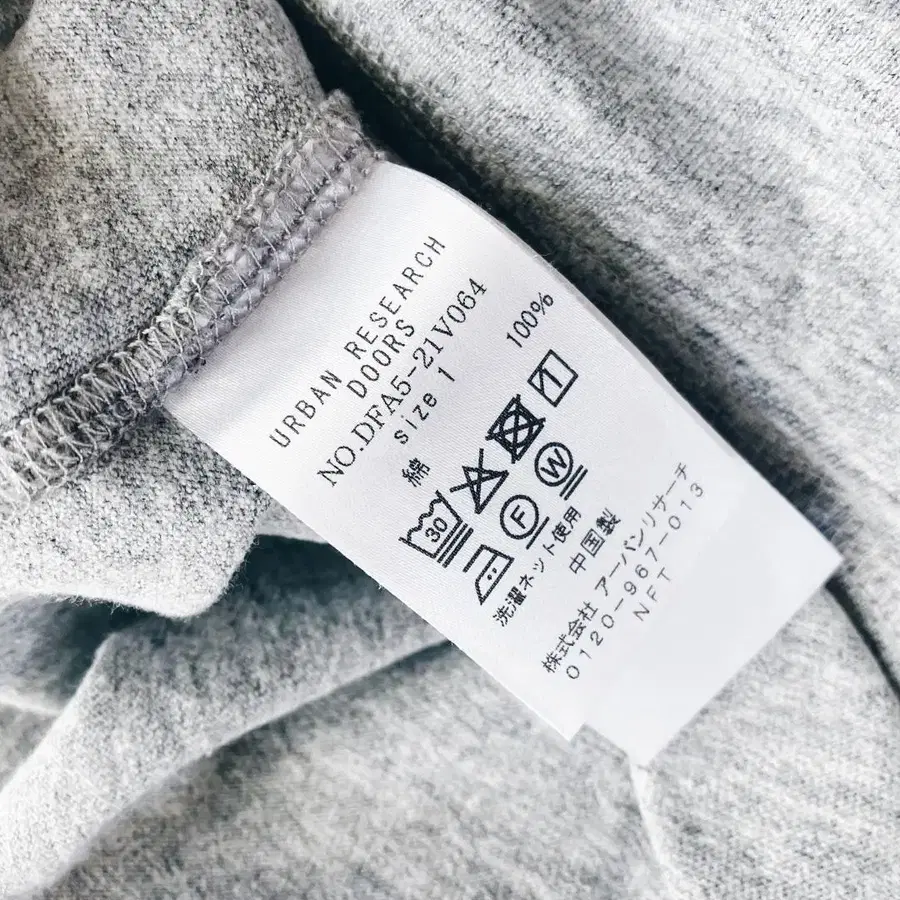 URBAN RESEARCH
DOORS
NO.DFA5-21V064
size 1
綿 100%
30
F W
洗濯ネット使用
中国製
株式会社 アーバンリサーチ
0120-967-013
NFT